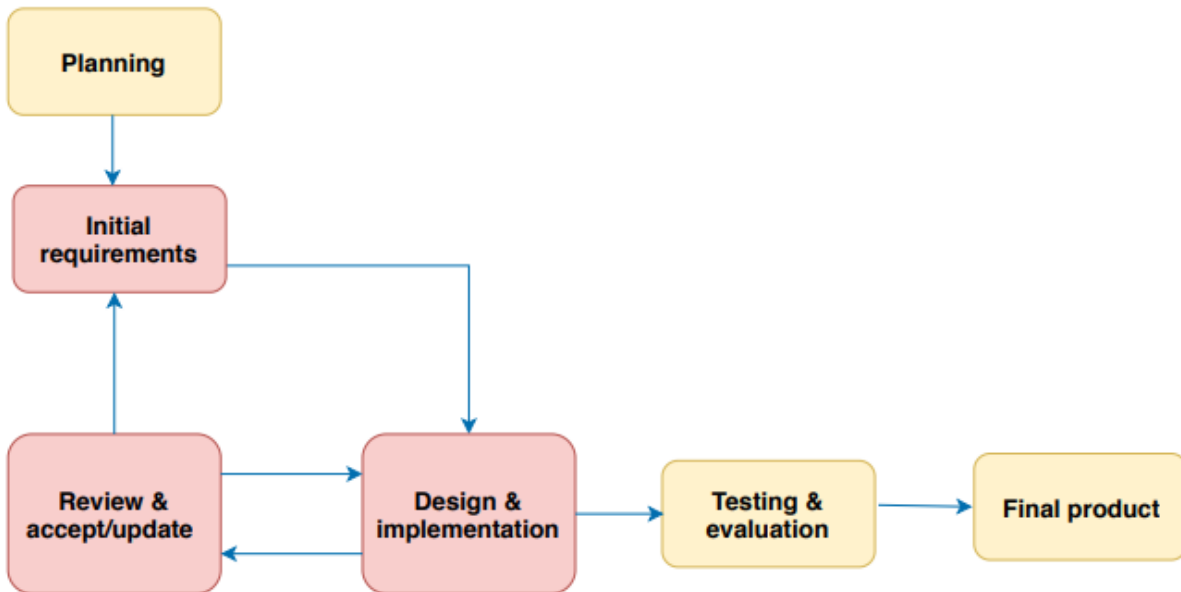 Planning
Initial
requirements
Review &
accept/update
Design &
implementation
Testing &
evaluation
Final product